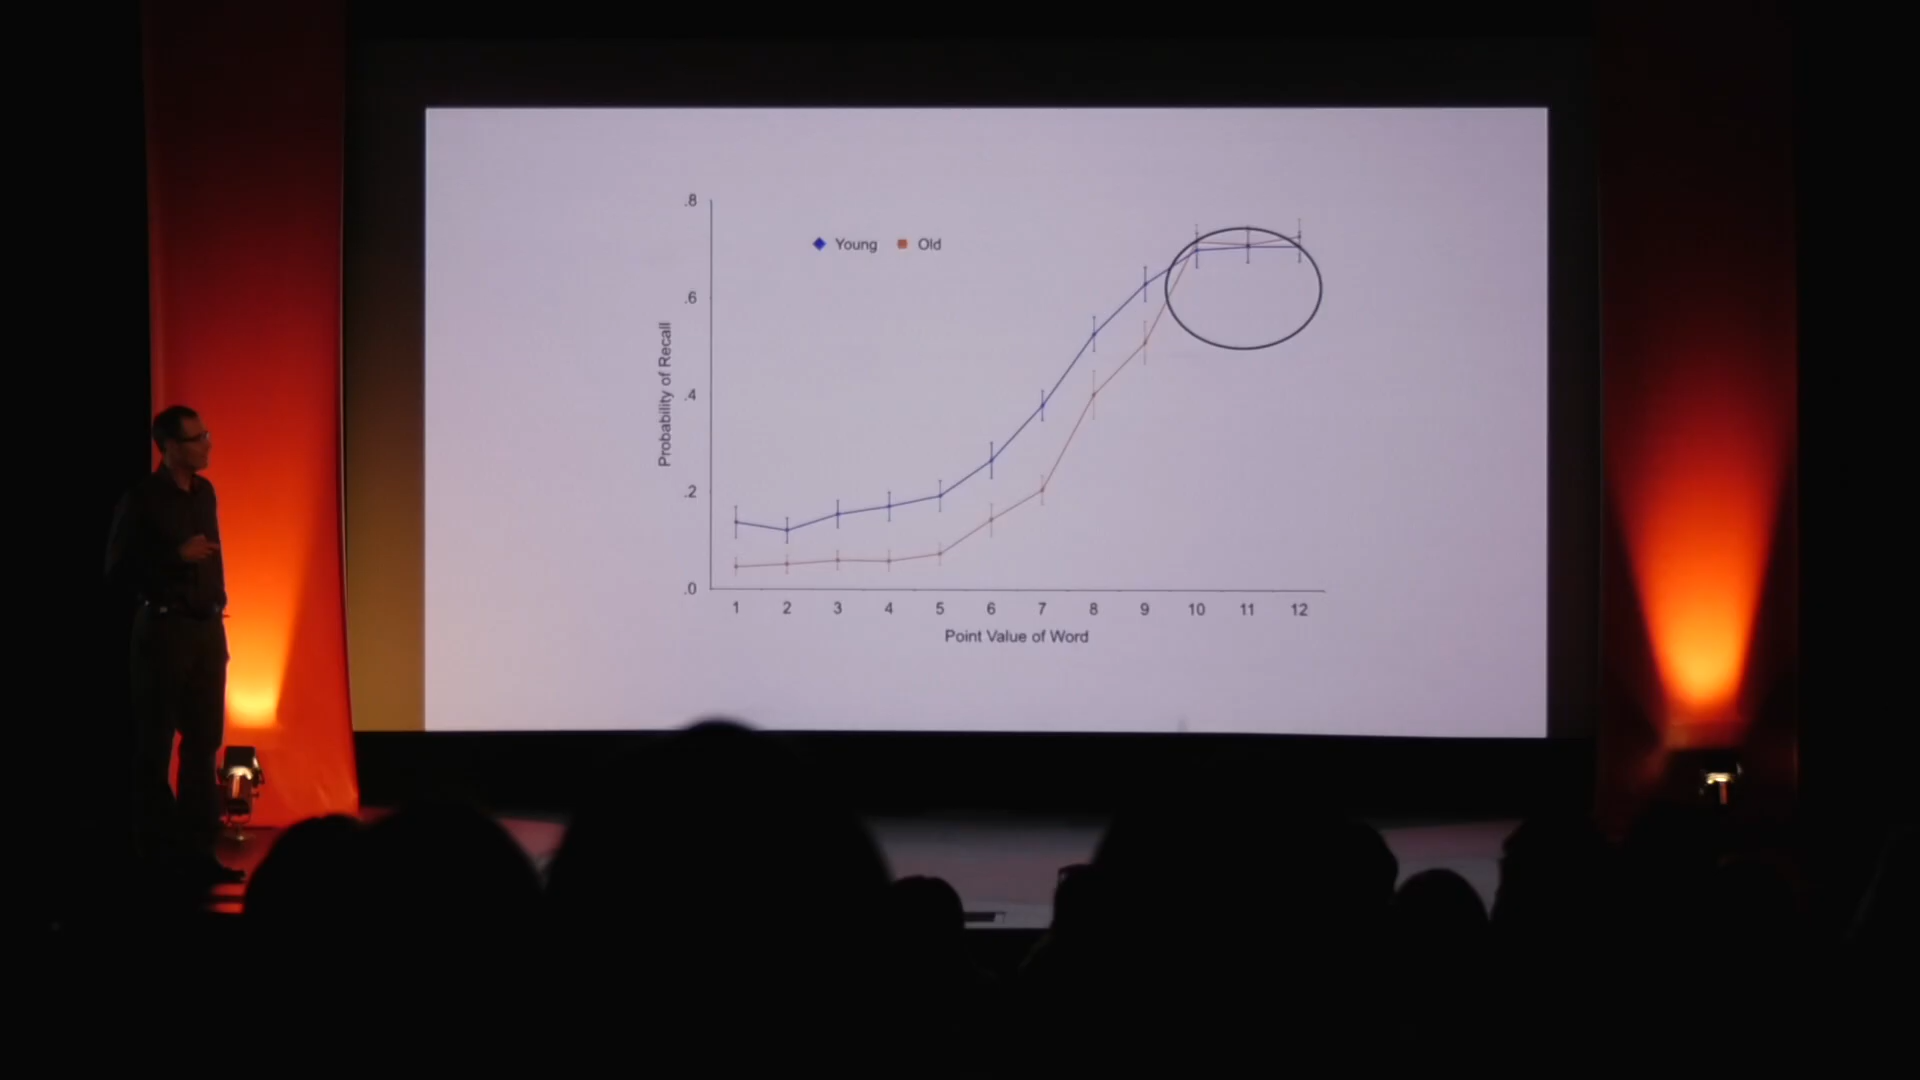 .8
Young Old
.6
Probability of Recall
.4
.2
.0
1 2 3 4 5 6 7 8 9 10 11 12
Point Value of Word